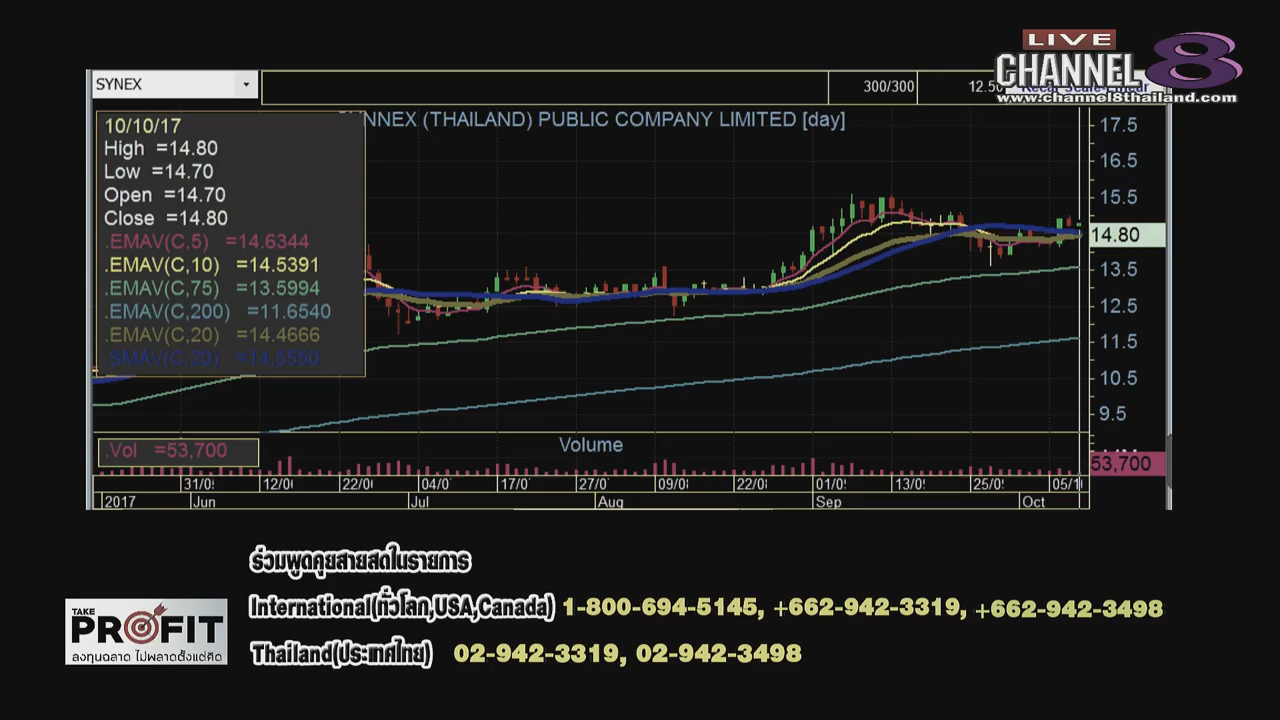 LIVE
CHANNEL 8
www.channel8thailand.com
SYNEX
300/300
12.50
SYNNEX (THAILAND) PUBLIC COMPANY LIMITED [day]
10/10/17
High =14.80
Low =14.70
Open =14.70
Close =14.80
.EMAV(C,5) =14.6344
.EMAV(C,10) =14.5391
.EMAV(C,75) =13.5994
.EMAV(C,200) =11.6540
.EMAV(C,20) =14.4666
.SMAV(C,20) =14.5550
17.5
16.5
15.5
14.80
13.5
12.5
11.5
10.5
9.5
Volume
.Vol =53,700
53,700
31/0 12/0 22/0 04/0 17/0 27/0 09/0 22/0 01/0 13/0 25/0 05/1
2017 Jun Jul Aug Sep Oct
ร่วมพูดคุยสายสดในรายการ
International(ทั่วโลก,USA,Canada) 1-800-694-5145, +662-942-3319, +662-942-3498
Thailand(ประเทศไทย) 02-942-3319, 02-942-3498
TAKE
PROFIT
ลงทุนฉลาด ไม่พลาดตั้งแต่คิด